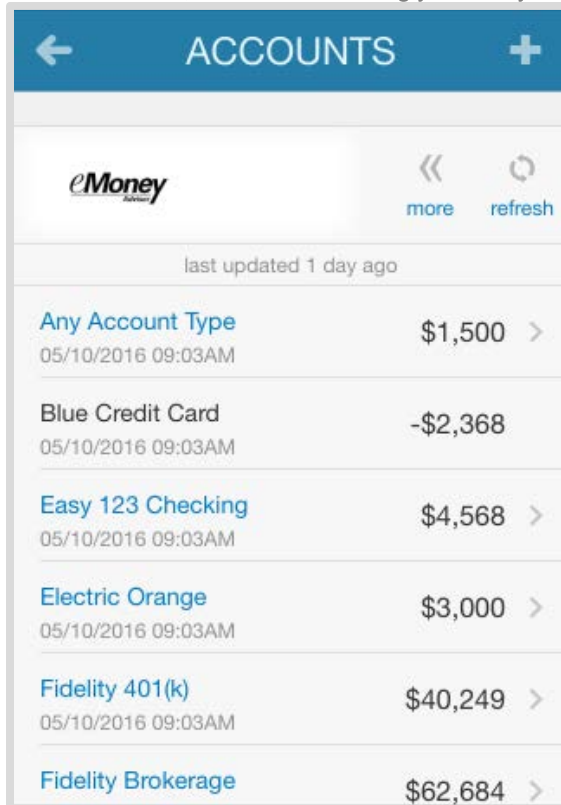 ACCOUNTS
eMoney
Advisor
more refresh
last updated 1 day ago
Any Account Type
$1,500
05/10/2016 09:03AM
Blue Credit Card
-$2,368
05/10/2016 09:03AM
Easy 123 Checking
$4,568
05/10/2016 09:03AM
Electric Orange
$3,000
05/10/2016 09:03AM
Fidelity 401(k)
$40,249
05/10/2016 09:03AM
Fidelity Brokerage
$62,684